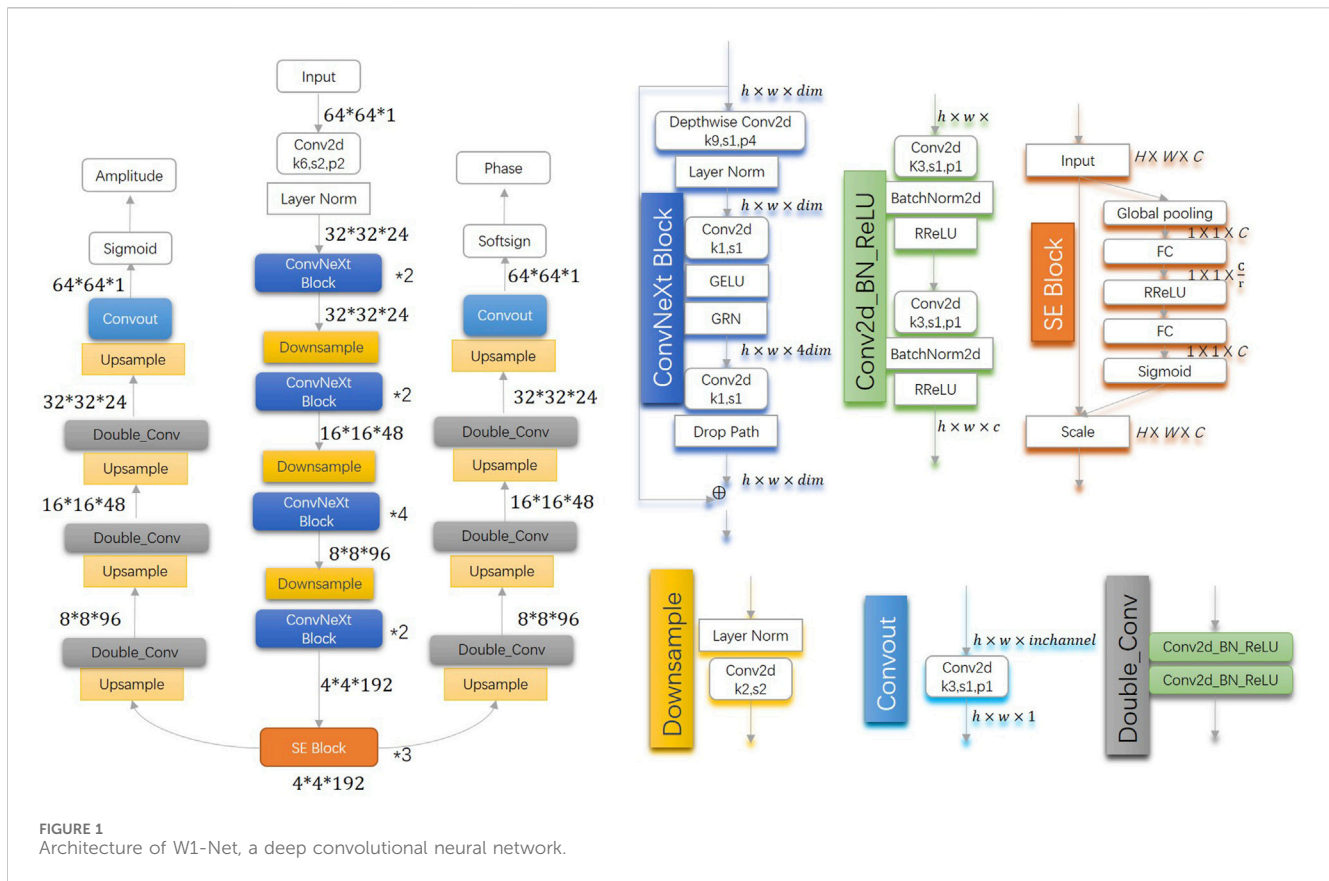 Input
64*64*1
Conv2d
k6,s2,p2
Layer Norm
32*32*24
ConvNeXt
Block
*2
32*32*24
Downsample
ConvNeXt
Block
*2
16*16*48
Downsample
ConvNeXt
Block
*4
8*8*96
Downsample
ConvNeXt
Block
*2
4*4*192
SE Block
*3
4*4*192
Amplitude
Sigmoid
64*64*1
Convout
Upsample
32*32*24
Double_Conv
Upsample
16*16*48
Double_Conv
Upsample
8*8*96
Double_Conv
Upsample
Phase
Softsign
64*64*1
Convout
Upsample
32*32*24
Double_Conv
Upsample
16*16*48
Double_Conv
Upsample
8*8*96
Double_Conv
Upsample
ConvNeXt Block
h × w × dim
Depthwise Conv2d
k9,s1,p4
Layer Norm
h × w × dim
Conv2d
k1,s1
GELU
GRN
h × w × 4dim
Conv2d
k1,s1
Drop Path
h × w × dim
⊕
Conv2d_BN_ReLU
h × w ×
Conv2d
K3,s1,p1
BatchNorm2d
RReLU
Conv2d
k3,s1,p1
BatchNorm2d
RReLU
h × w × c
SE Block
Input
H X W X C
Global pooling
1 X 1 X C
FC
1 X 1 X c/r
RReLU
FC
1 X 1 X C
Sigmoid
Scale
H X W X C
Downsample
Layer Norm
Conv2d
k2,s2
Convout
h × w × inchannel
Conv2d
k3,s1,p1
h × w × 1
Double_Conv
Conv2d_BN_ReLU
Conv2d_BN_ReLU
FIGURE 1
Architecture of W1-Net, a deep convolutional neural network.